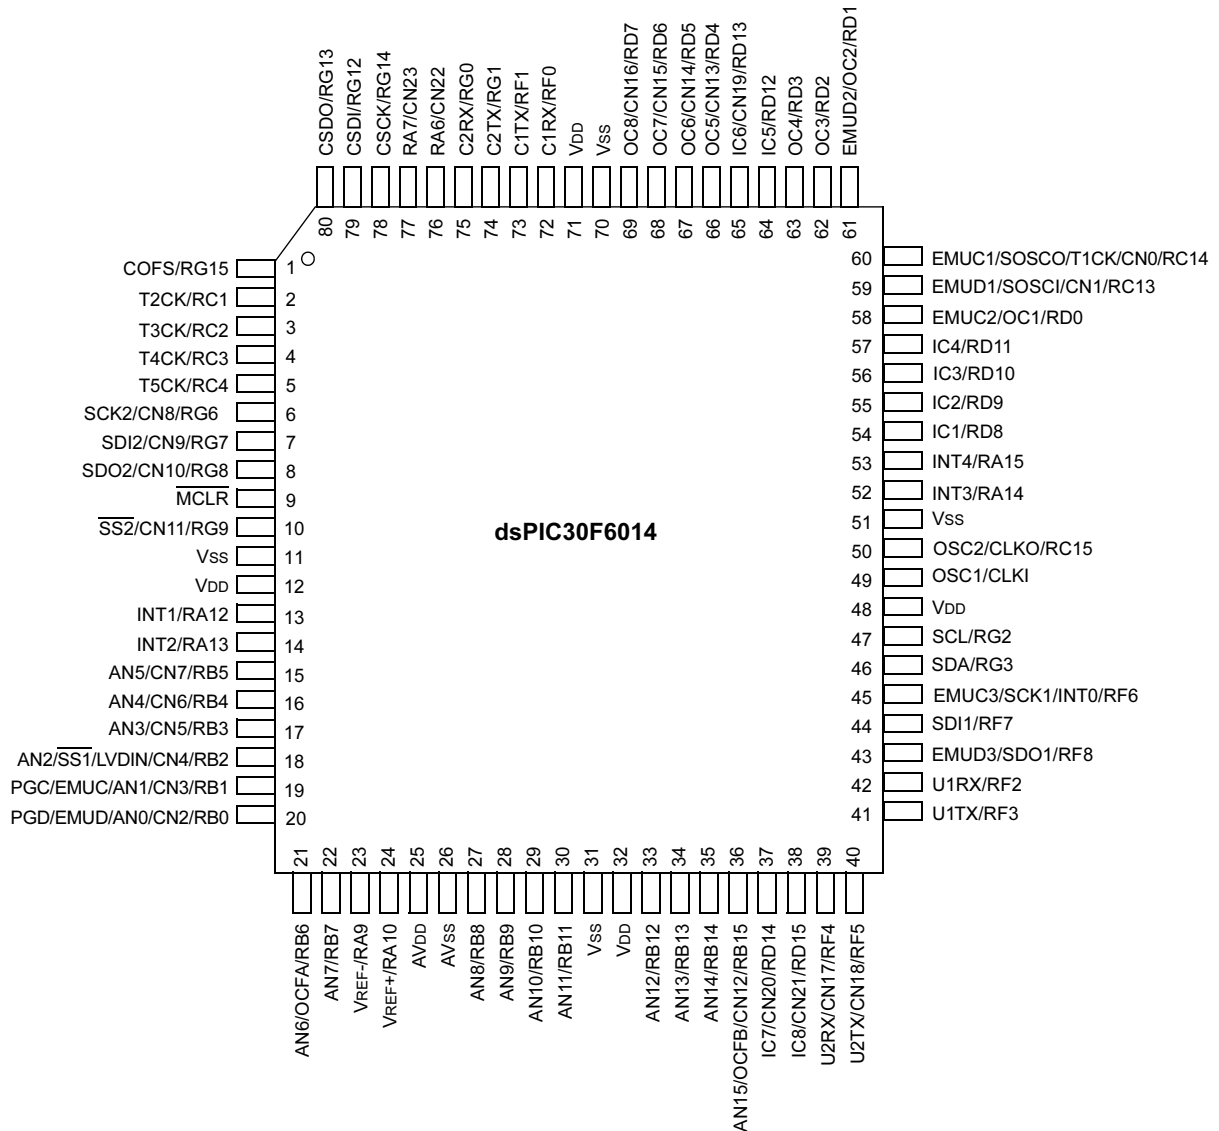 CSDO/RG13
CSDI/RG12
CSCK/RG14
RA7/CN23
RA6/CN22
C2RX/RG0
C2TX/RG1
C1TX/RF1
C1RX/RF0
VDD
VSS
OC8/CN16/RD7
OC7/CN15/RD6
OC6/CN14/RD5
OC5/CN13/RD4
IC6/CN19/RD13
IC5/RD12
OC4/RD3
OC3/RD2
EMUD2/OC2/RD1
80 79 78 77 76 75 74 73 72 71 70 69 68 67 66 65 64 63 62 61
COFS/RG15 1
T2CK/RC1 2
T3CK/RC2 3
T4CK/RC3 4
T5CK/RC4 5
SCK2/CN8/RG6 6
SDI2/CN9/RG7 7
SDO2/CN10/RG8 8
MCLR 9
SS2/CN11/RG9 10
VSS 11
VDD 12
INT1/RA12 13
INT2/RA13 14
AN5/CN7/RB5 15
AN4/CN6/RB4 16
AN3/CN5/RB3 17
AN2/SS1/LVDIN/CN4/RB2 18
PGC/EMUC/AN1/CN3/RB1 19
PGD/EMUD/AN0/CN2/RB0 20
dsPIC30F6014
60 EMUC1/SOSCO/T1CK/CN0/RC14
59 EMUD1/SOSCI/CN1/RC13
58 EMUC2/OC1/RD0
57 IC4/RD11
56 IC3/RD10
55 IC2/RD9
54 IC1/RD8
53 INT4/RA15
52 INT3/RA14
51 VSS
50 OSC2/CLKO/RC15
49 OSC1/CLKI
48 VDD
47 SCL/RG2
46 SDA/RG3
45 EMUC3/SCK1/INT0/RF6
44 SDI1/RF7
43 EMUD3/SDO1/RF8
42 U1RX/RF2
41 U1TX/RF3
21 22 23 24 25 26 27 28 29 30 31 32 33 34 35 36 37 38 39 40
AN6/OCFA/RB6
AN7/RB7
VREF-/RA9
VREF+/RA10
AVDD
AVSS
AN8/RB8
AN9/RB9
AN10/RB10
AN11/RB11
VSS
VDD
AN12/RB12
AN13/RB13
AN14/RB14
AN15/OCFB/CN12/RB15
IC7/CN20/RD14
IC8/CN21/RD15
U2RX/CN17/RF4
U2TX/CN18/RF5